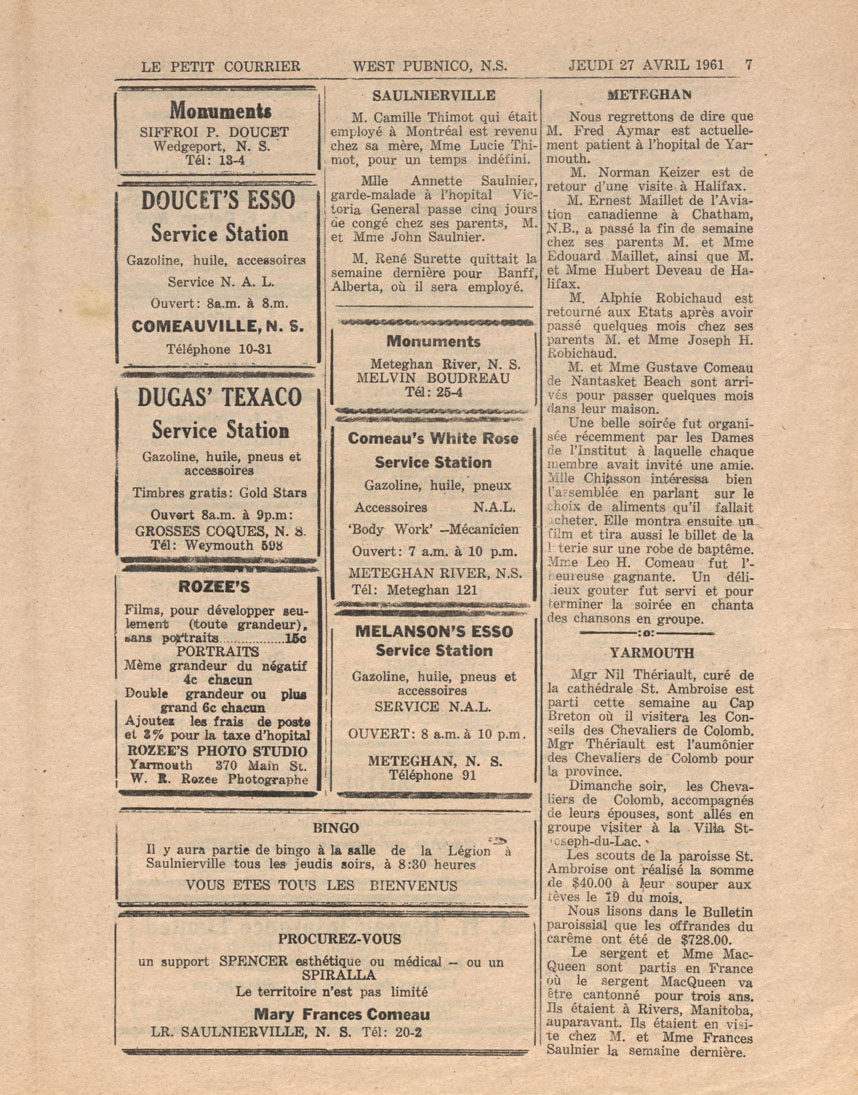 LE PETIT COURRIER WEST PUBNICO, N.S. JEUDI 27 AVRIL 1961 7
Monuments
SIFFROI P. DOUCET
Wedgeport, N. S.
Tél: 13-4
DOUCET'S ESSO
Service Station
Gazoline, huile, accessoires
Service N. A. L.
Ouvert: 8a.m. à 8.m.
COMEAUVILLE, N. S.
Téléphone 10-31
DUGAS' TEXACO
Service Station
Gazoline, huile, pneus et
accessoires
Timbres gratis: Gold Stars
Ouvert 8a.m. à 9p.m:
GROSSES COQUES, N. S.
Tél: Weymouth 598
ROZEE'S
Films, pour développer seu-
lement (toute grandeur),
sans portraits...............15c
PORTRAITS
Mème grandeur du négatif
4c chacun
Double grandeur ou plus
grand 6c chacun
Ajoutez les frais de poste
et 3% pour la taxe d'hopital
ROZEE'S PHOTO STUDIO
Yarmouth 370 Main St.
W. R. Rozee Photographe
SAULNIERVILLE
M. Camille Thimot qui était
employé à Montréal est revenu
chez sa mère, Mme Lucie Thi-
mot, pour un temps indéfini.
Mlle Annette Saulnier,
garde-malade à l'hopital Vic-
toria General passe cinq jours
de congé chez ses parents, M.
et Mme John Saulnier.
M. René Surette quittait la
semaine dernière pour Banff,
Alberta, où il sera employé.
Monuments
Meteghan River, N. S.
MELVIN BOUDREAU
Tél: 25-4
Comeau's White Rose
Service Station
Gazoline, huile, pneux
Accessoires N.A.L.
'Body Work' —Mécanicien
Ouvert: 7 a.m. à 10 p.m.
METEGHAN RIVER, N.S.
Tél: Meteghan 121
MELANSON'S ESSO
Service Station
Gazoline, huile, pneus et
accessoires
SERVICE N.A.L.
OUVERT: 8 a.m. à 10 p.m.
METEGHAN, N. S.
Téléphone 91
BINGO
Il y aura partie de bingo à la salle de la Légion à
Saulnierville tous les jeudis soirs, à 8:30 heures
VOUS ETES TOUS LES BIENVENUS
PROCUREZ-VOUS
un support SPENCER esthétique ou médical — ou un
SPIRALLA
Le territoire n'est pas limité
Mary Frances Comeau
LR. SAULNIERVILLE, N. S. Tél: 20-2
METEGHAN
Nous regrettons de dire que
M. Fred Aymar est actuelle-
ment patient à l'hopital de Yar-
mouth.
M. Norman Keizer est de
retour d'une visite à Halifax.
M. Ernest Maillet de l'Avia-
tion canadienne à Chatham,
N.B., a passé la fin de semaine
chez ses parents M. et Mme
Edouard Maillet, ainsi que M.
et Mme Hubert Deveau de Ha-
lifax.
M. Alphie Robichaud est
retourné aux Etats après avoir
passé quelques mois chez ses
parents M. et Mme Joseph H.
Robichaud.
M. et Mme Gustave Comeau
de Nantasket Beach sont arri-
vés pour passer quelques mois
dans leur maison.
Une belle soirée fut organi-
sée récemment par les Dames
de l'Institut à laquelle chaque
membre avait invité une amie.
Mlle Chiasson intéressa bien
l'assemblée en parlant sur le
choix de aliments qu'il fallait
acheter. Elle montra ensuite un
film et tira aussi le billet de la
loterie sur une robe de baptême.
Mme Leo H. Comeau fut l'-
heureuse gagnante. Un déli-
cieux gouter fut servi et pour
terminer la soirée en chanta
des chansons en groupe.
:o:
YARMOUTH
Mgr Nil Thériault, curé de
la cathédrale St. Ambroise est
parti cette semaine au Cap
Breton où il visitera les Con-
seils des Chevaliers de Colomb.
Mgr Thériault est l'aumônier
des Chevaliers de Colomb pour
la province.
Dimanche soir, les Cheva-
liers de Colomb, accompagnés
de leurs épouses, sont allés en
groupe visiter à la Villa St-
Joseph-du-Lac.
Les scouts de la paroisse St.
Ambroise ont réalisé la somme
de $40.00 à leur souper aux
fèves le 19 du mois.
Nous lisons dans le Bulletin
paroissial que les offrandes du
carême ont été de $728.00.
Le sergent et Mme Mac-
Queen sont partis en France
où le sergent MacQueen va
être cantonné pour trois ans.
Ils étaient à Rivers, Manitoba,
auparavant. Ils étaient en visi-
te chez M. et Mme Frances
Saulnier la semaine dernière.